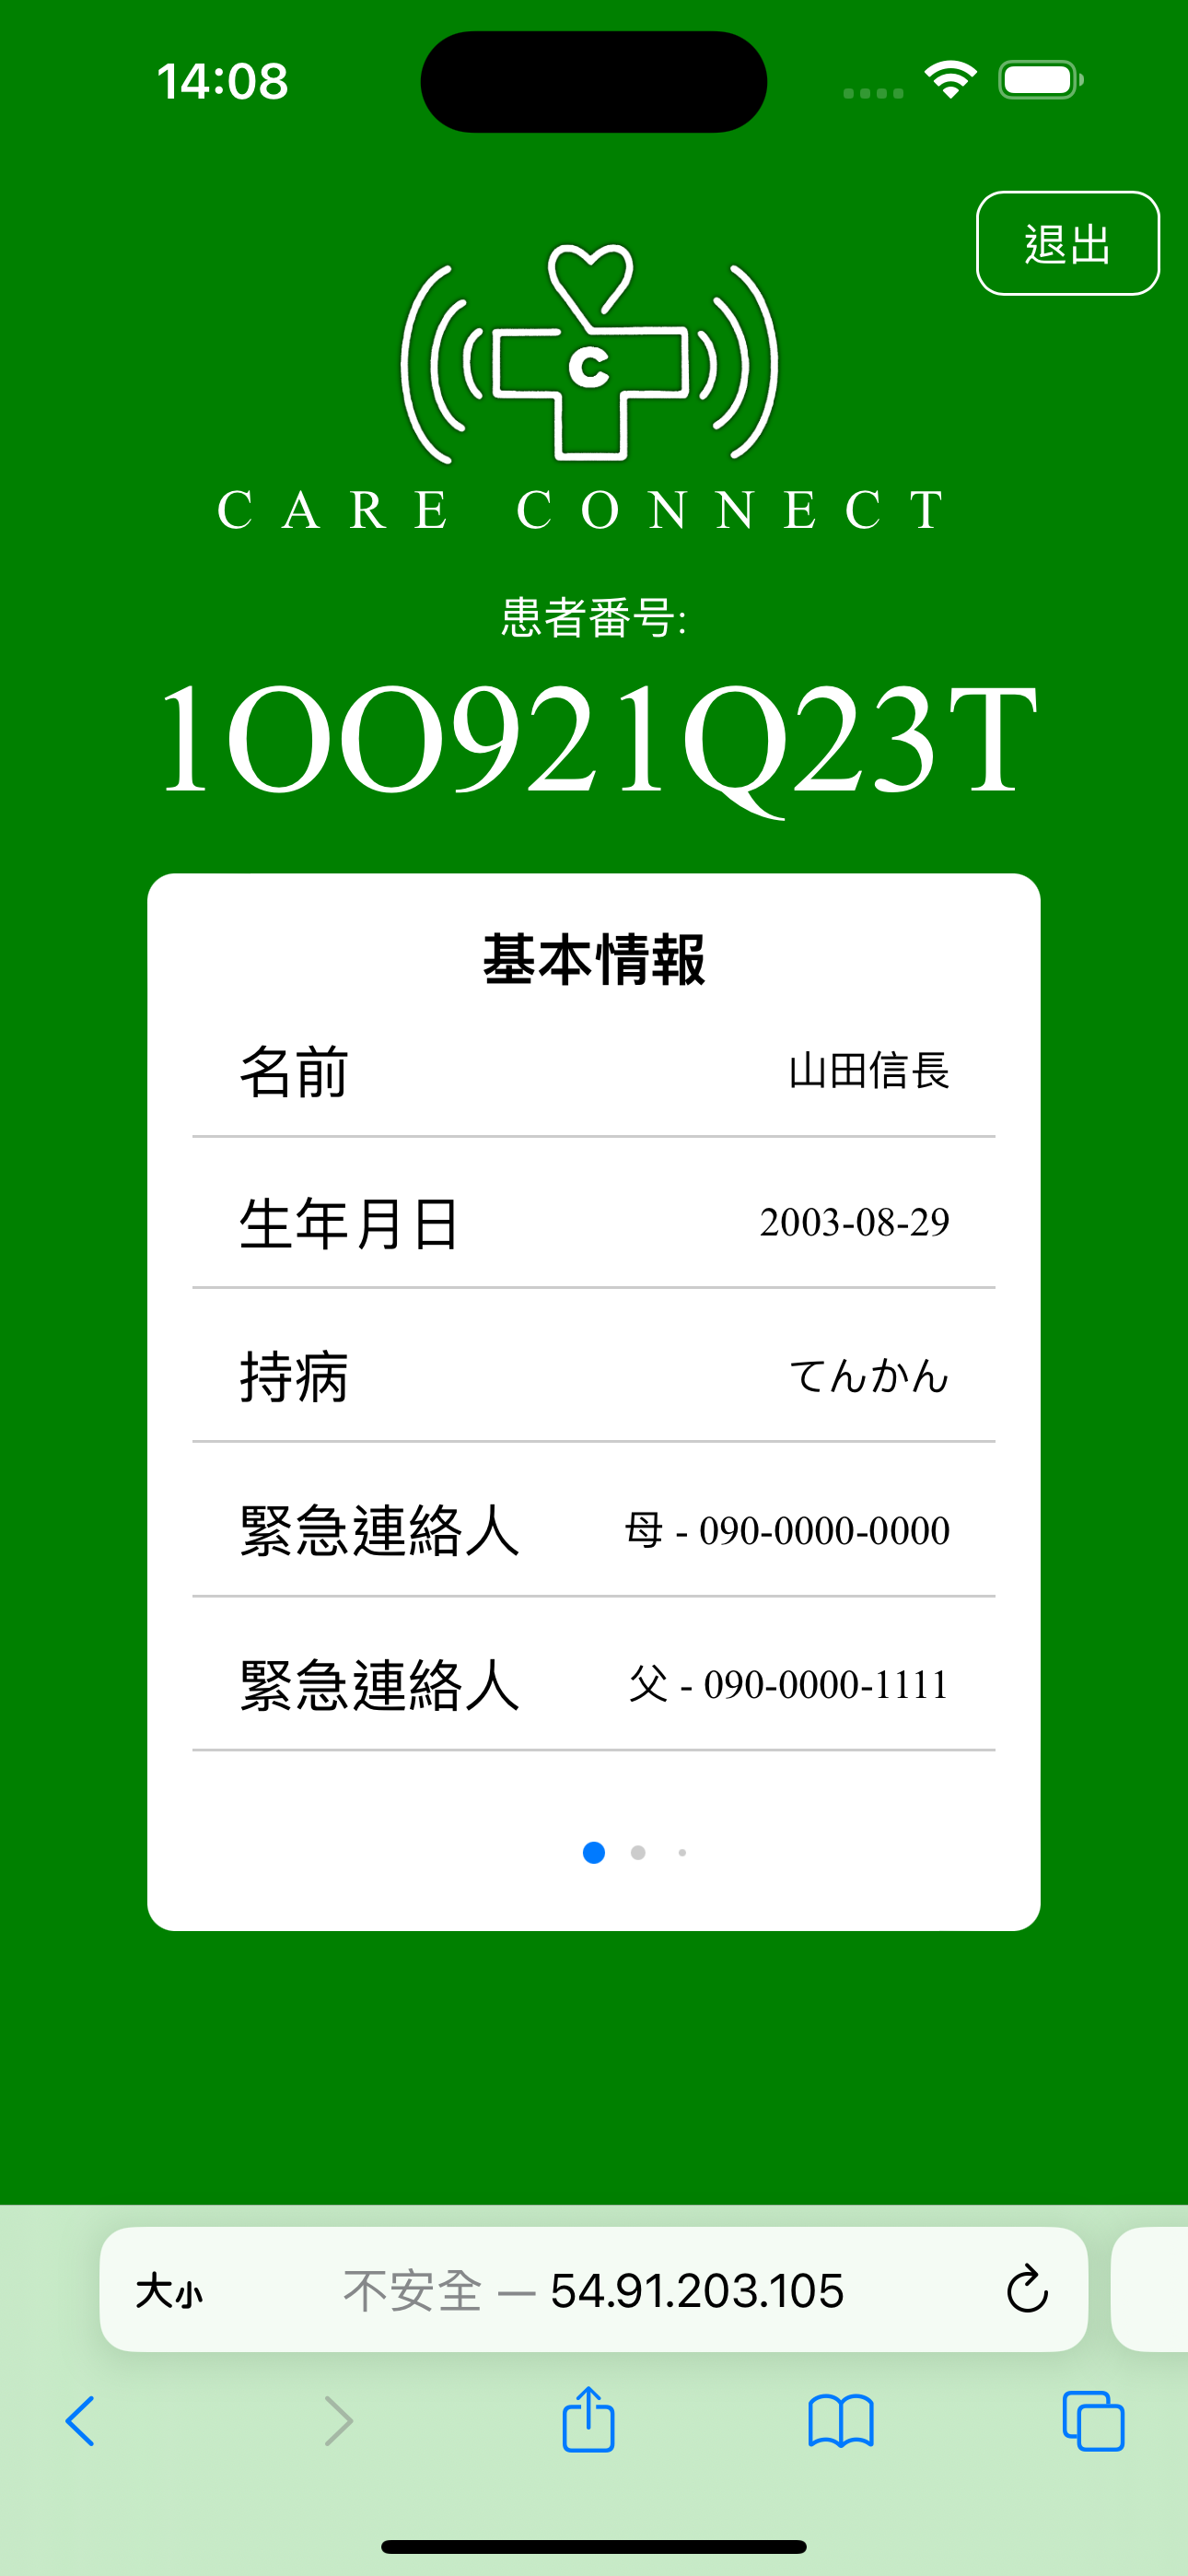 14:08
退出
C
CARE CONNECT
患者番号:
1OO921Q23T
基本情報
名前 山田信長
生年月日 2003-08-29
持病 てんかん
緊急連絡人 母 - 090-0000-0000
緊急連絡人 父 - 090-0000-1111
大小 不安全 — 54.91.203.105